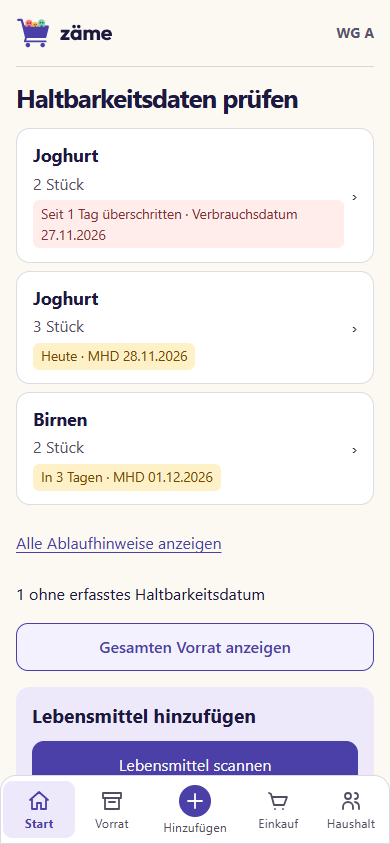 zäme
WG A
Haltbarkeitsdaten prüfen
Joghurt
2 Stück
Seit 1 Tag überschritten · Verbrauchsdatum
27.11.2026
›
Joghurt
3 Stück
Heute · MHD 28.11.2026
›
Birnen
2 Stück
In 3 Tagen · MHD 01.12.2026
›
Alle Ablaufhinweise anzeigen
1 ohne erfasstes Haltbarkeitsdatum
Gesamten Vorrat anzeigen
Lebensmittel hinzufügen
Lebensmittel scannen
Start
Vorrat
Hinzufügen
Einkauf
Haushalt